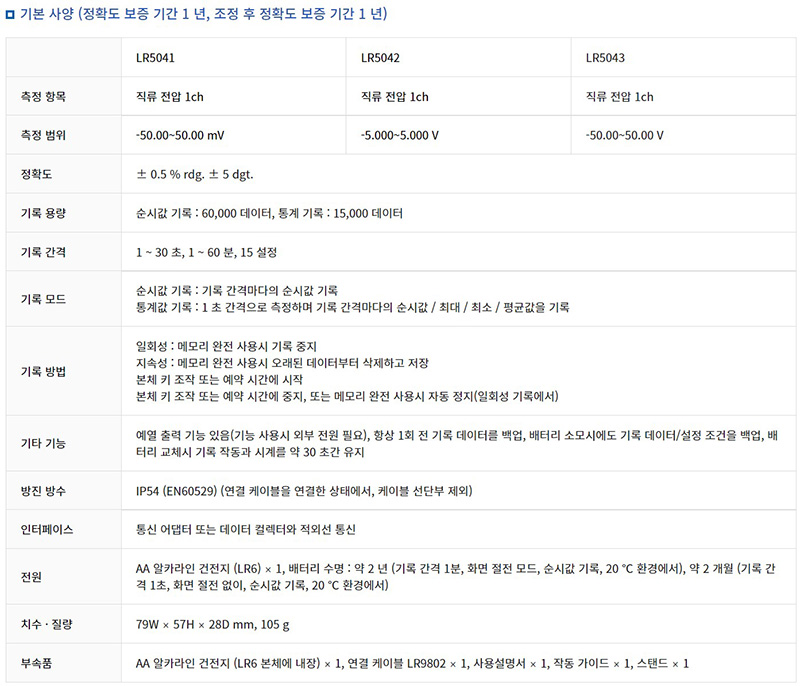 기본 사양 (정확도 보증 기간 1 년, 조정 후 정확도 보증 기간 1 년)
LR5041 LR5042 LR5043
측정 항목 직류 전압 1ch 직류 전압 1ch 직류 전압 1ch
측정 범위 -50.00~50.00 mV -5.000~5.000 V -50.00~50.00 V
정확도 ± 0.5 % rdg. ± 5 dgt.
기록 용량 순시값 기록 : 60,000 데이터, 통계 기록 : 15,000 데이터
기록 간격 1 ~ 30 초, 1 ~ 60 분, 15 설정
기록 모드
순시값 기록 : 기록 간격마다의 순시값 기록
통계값 기록 : 1 초 간격으로 측정하며 기록 간격마다의 순시값 / 최대 / 최소 / 평균값을 기록
기록 방법
일회성 : 메모리 완전 사용시 기록 중지
지속성 : 메모리 완전 사용시 오래된 데이터부터 삭제하고 저장
본체 키 조작 또는 예약 시간에 시작
본체 키 조작 또는 예약 시간에 중지, 또는 메모리 완전 사용시 자동 정지(일회성 기록에서)
기타 기능
예열 출력 기능 있음(기능 사용시 외부 전원 필요), 항상 1회 전 기록 데이터를 백업, 배터리 소모시에도 기록 데이터/설정 조건을 백업, 배
터리 교체시 기록 작동과 시계를 약 30 초간 유지
방진 방수 IP54 (EN60529) (연결 케이블을 연결한 상태에서, 케이블 선단부 제외)
인터페이스 통신 어댑터 또는 데이터 컬렉터와 적외선 통신
전원
AA 알카라인 건전지 (LR6) × 1, 배터리 수명 : 약 2 년 (기록 간격 1분, 화면 절전 모드, 순시값 기록, 20 °C 환경에서), 약 2 개월 (기록 간
격 1초, 화면 절전 없이, 순시값 기록, 20 °C 환경에서)
치수 · 질량 79W × 57H × 28D mm, 105 g
부속품 AA 알카라인 건전지 (LR6 본체에 내장) × 1, 연결 케이블 LR9802 × 1, 사용설명서 × 1, 작동 가이드 × 1, 스탠드 × 1